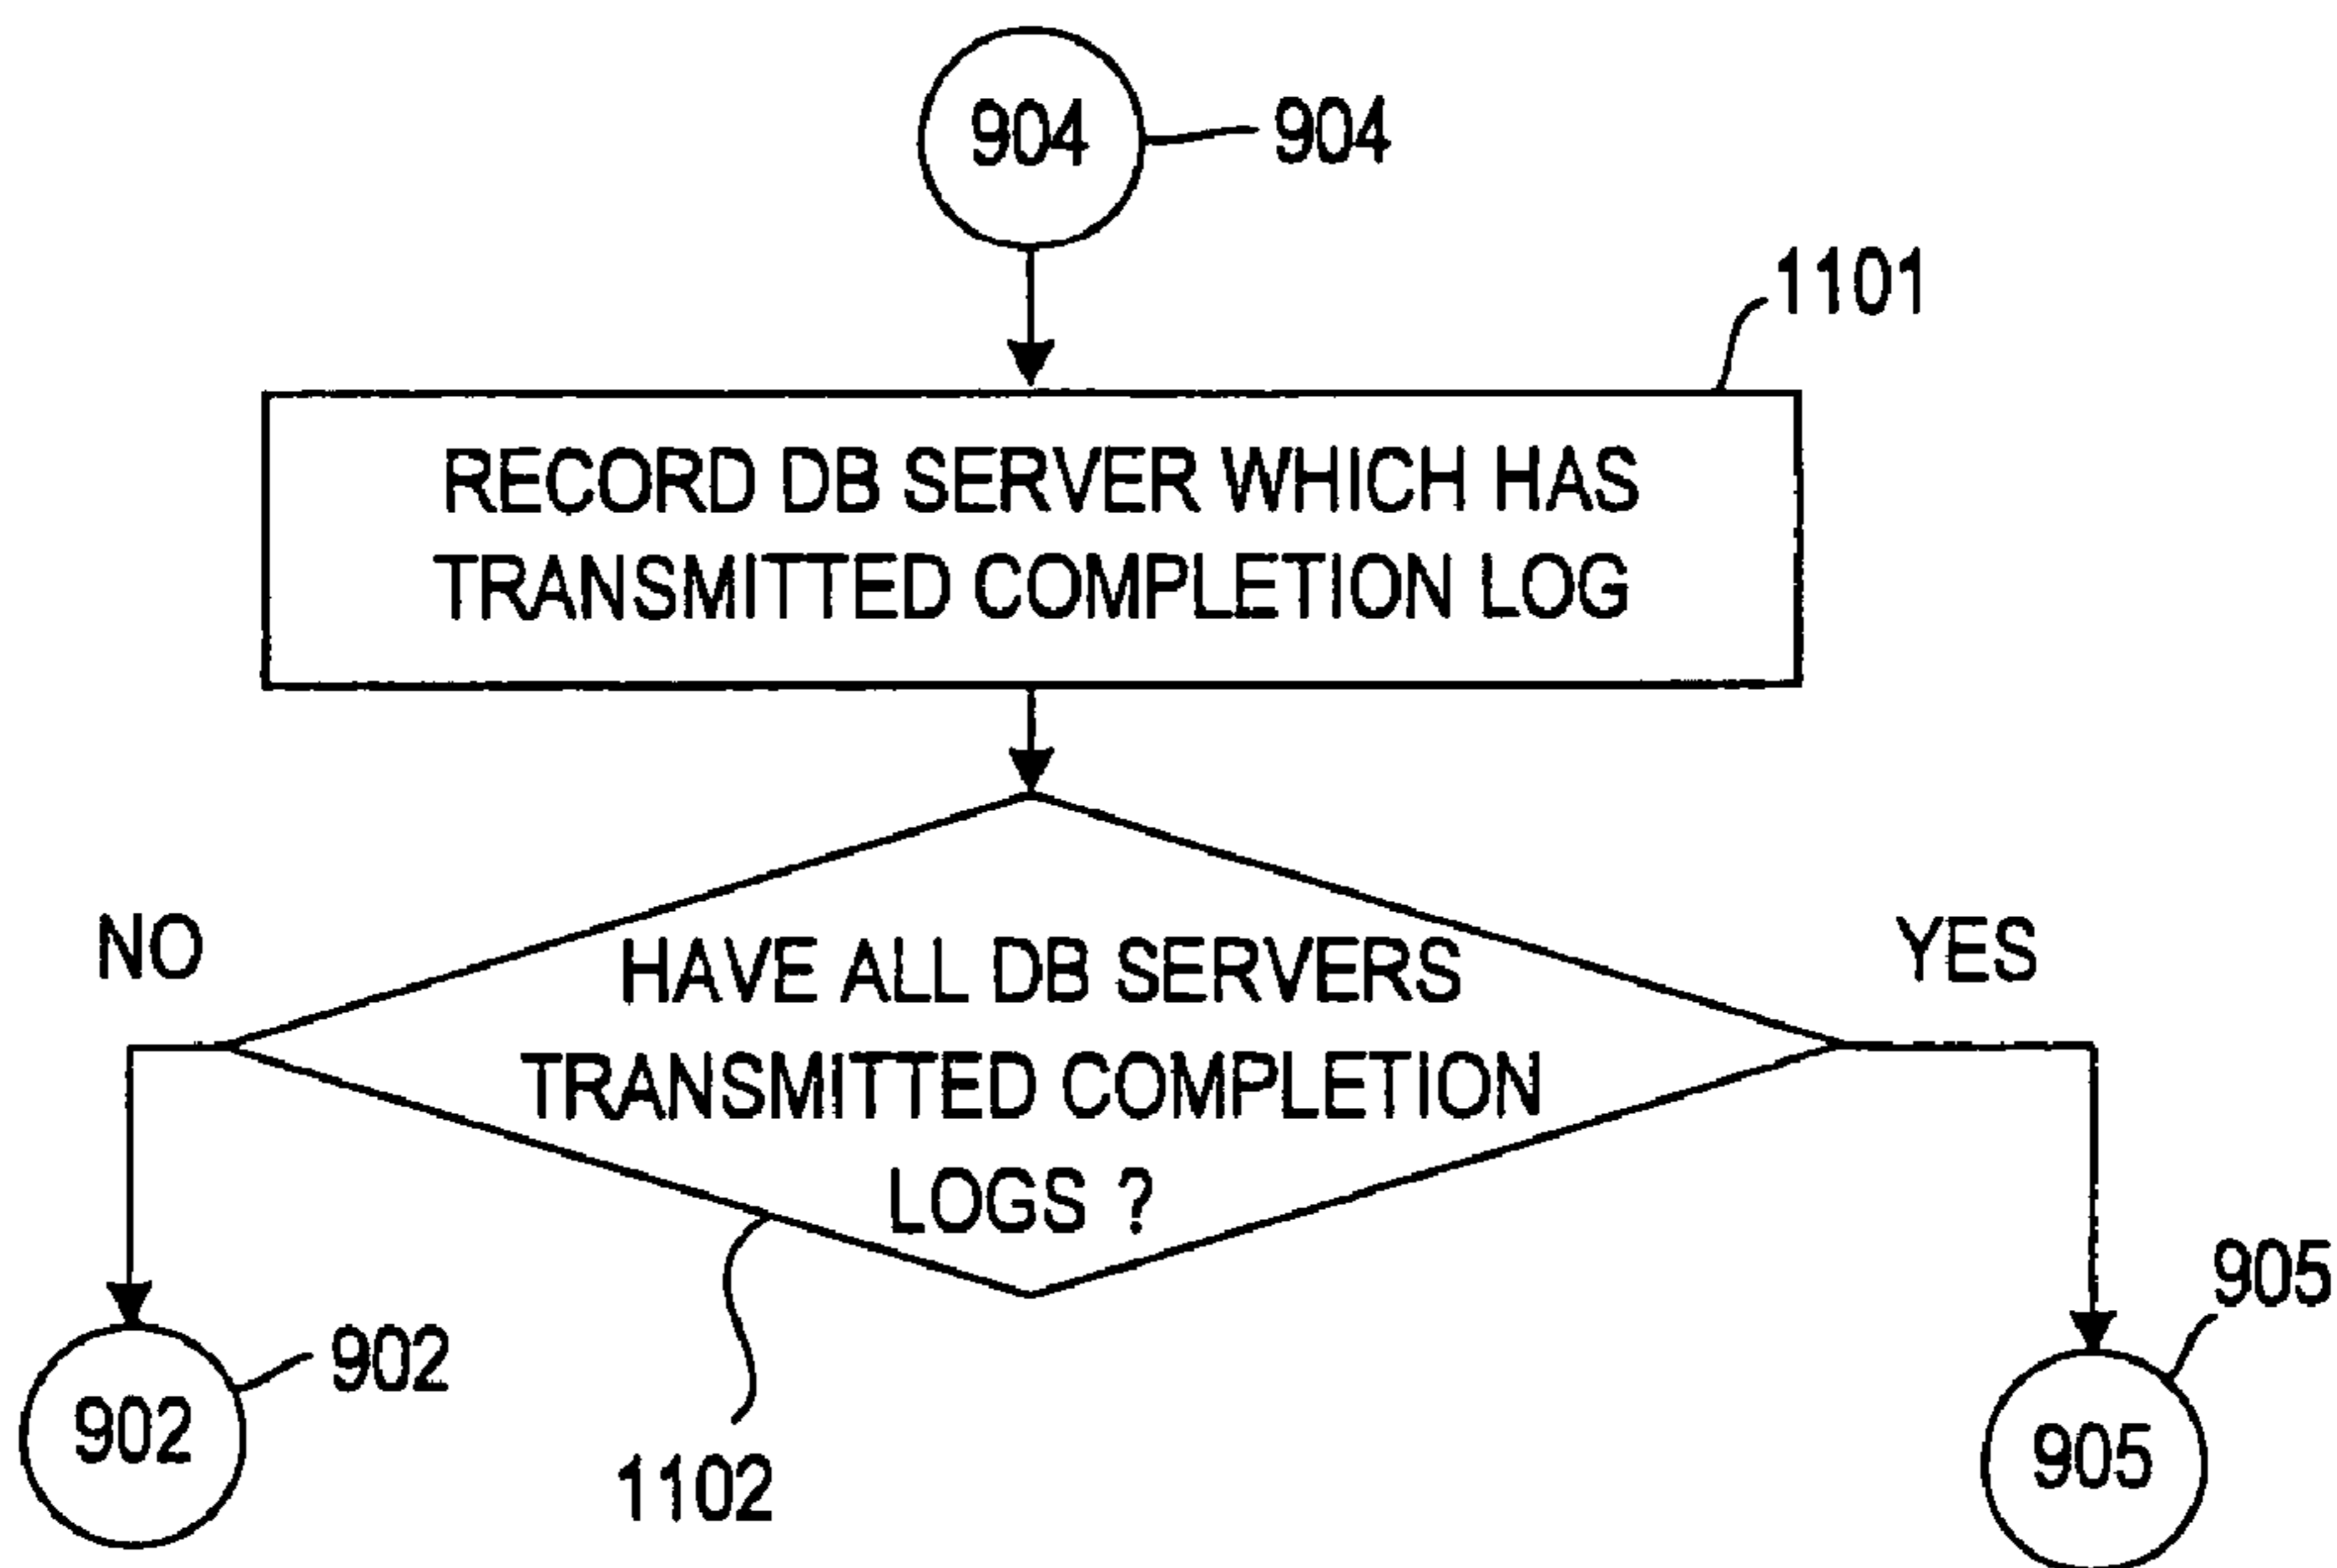 904
904
1101
RECORD DB SERVER WHICH HAS
TRANSMITTED COMPLETION LOG
NO
YES
HAVE ALL DB SERVERS
TRANSMITTED COMPLETION
LOGS ?
905
902
902
905
1102